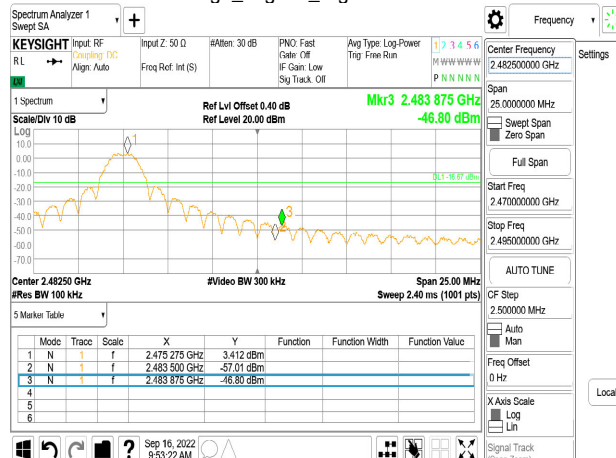 Spectrum Analyzer 1
Swept SA
Frequency
KEYSIGHT
R L
Input: RF
Coupling: DC
Align: Auto
Input Z: 50 Ω
Freq Ref: Int (S)
#Atten: 30 dB
PNO: Fast
Gate: Off
IF Gain: Low
Sig Track: Off
Avg Type: Log-Power
Trig: Free Run
1 2 3 4 5 6
M W W W W W
P N N N N N
Center Frequency
2.482500000 GHz
Settings
Span
25.0000000 MHz
Swept Span
Zero Span
Full Span
Start Freq
2.470000000 GHz
Stop Freq
2.495000000 GHz
AUTO TUNE
CF Step
2.500000 MHz
Auto
Man
Freq Offset
0 Hz
X Axis Scale
Log
Lin
Local
Signal Track
1 Spectrum
Scale/Div 10 dB
Ref Lvl Offset 0.40 dB
Ref Level 20.00 dBm
Mkr3 2.483 875 GHz
-46.80 dBm
Log
10.0
0.00
-10.0
-20.0
-30.0
-40.0
-50.0
-60.0
-70.0
1
3
DL1 -16.67 dBm
Center 2.48250 GHz
#Res BW 100 kHz
#Video BW 300 kHz
Span 25.00 MHz
Sweep 2.40 ms (1001 pts)
5 Marker Table
Mode Trace Scale X Y Function Function Width Function Value
1 N 1 f 2.475 275 GHz 3.412 dBm
2 N 1 f 2.483 500 GHz -57.01 dBm
3 N 1 f 2.483 875 GHz -46.80 dBm
4
5
6
?
Sep 16, 2022
9:53:22 AM